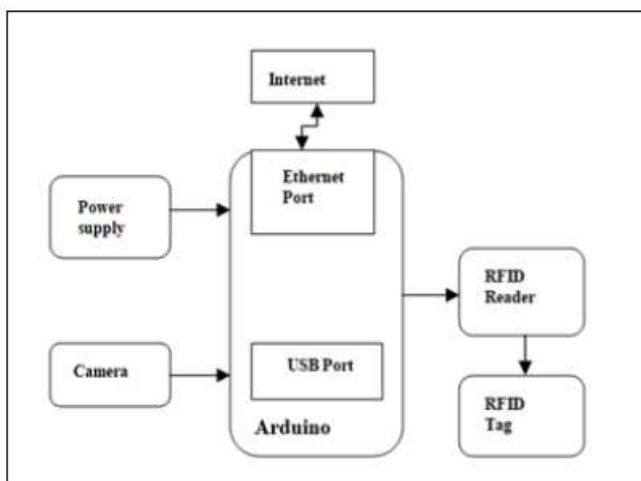 Internet
Ethernet
Port
Power
supply
RFID
Reader
Camera
USB Port
RFID
Tag
Arduino